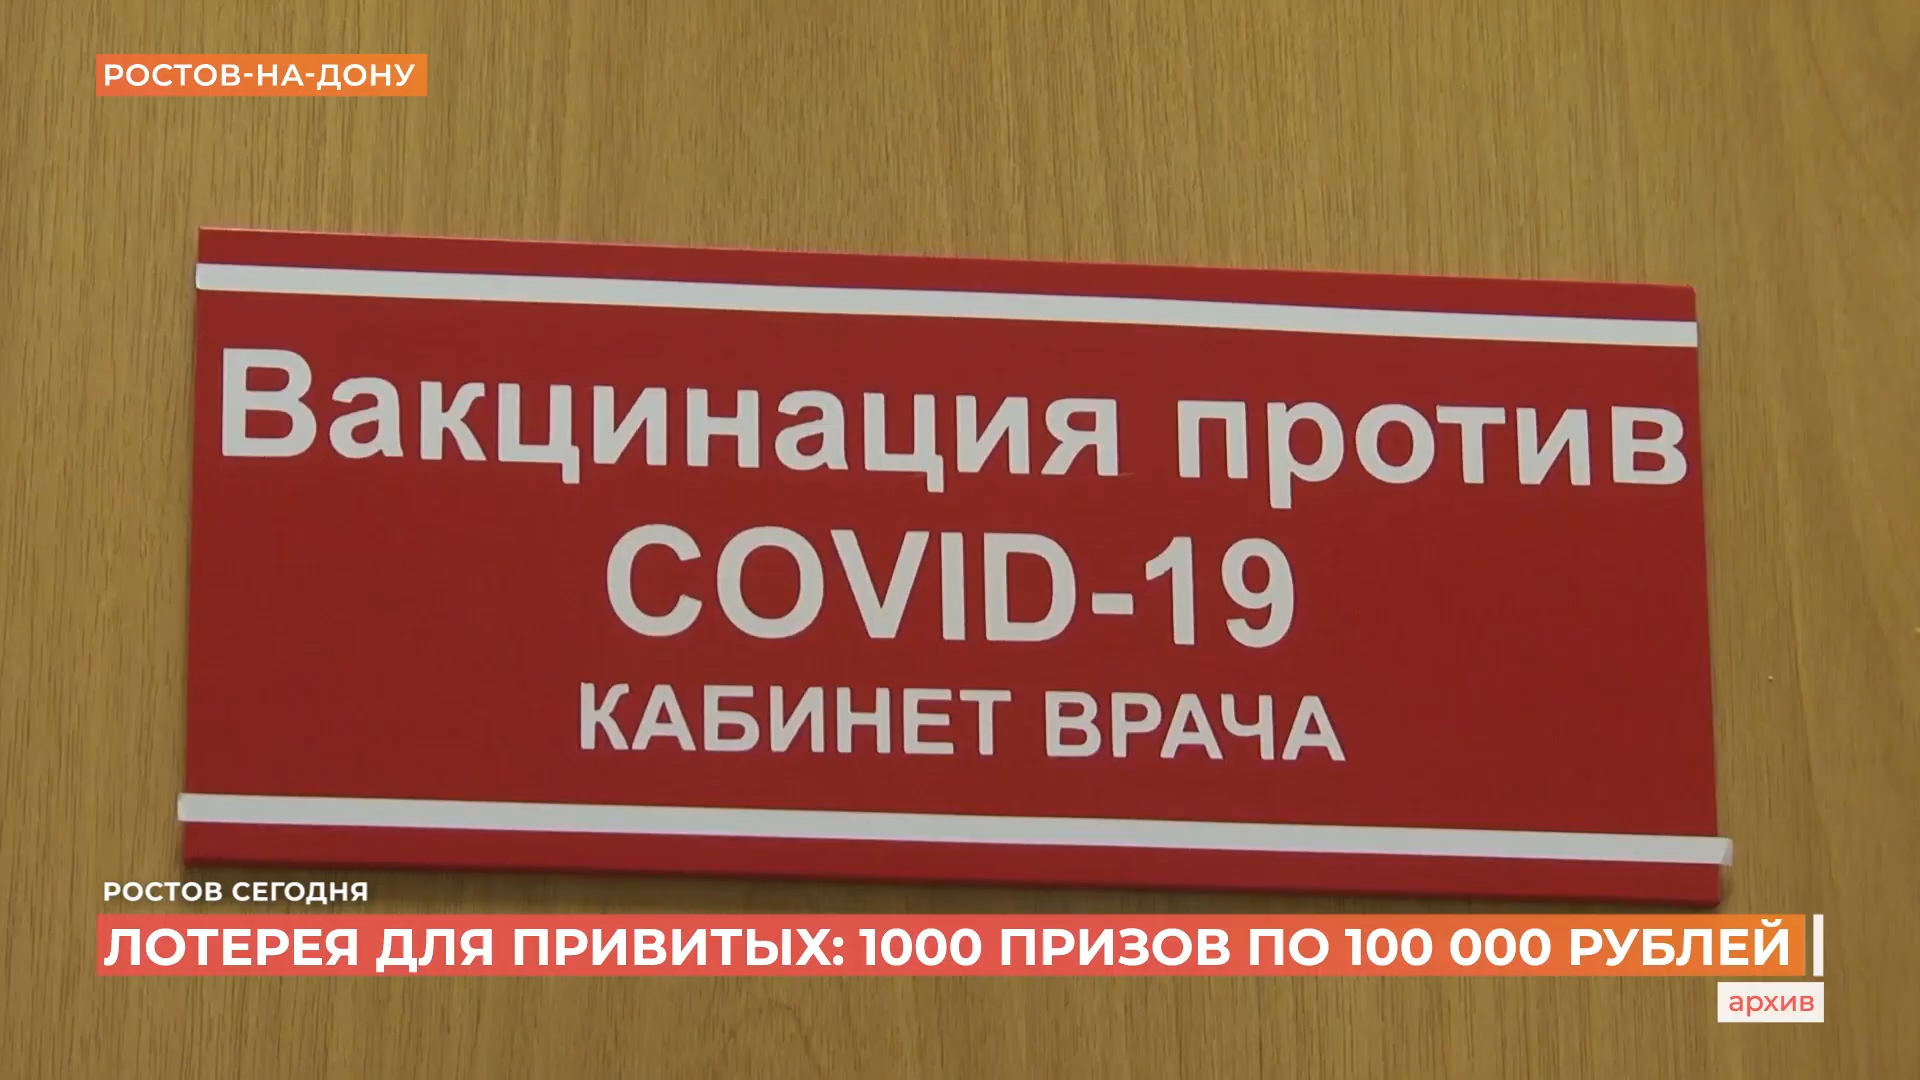 РОСТОВ-НА-ДОНУ
Вакцинация против
COVID-19
КАБИНЕТ ВРАЧА
РОСТОВ СЕГОДНЯ
ЛОТЕРЕЯ ДЛЯ ПРИВИТЫХ: 1000 ПРИЗОВ ПО 100 000 РУБЛЕЙ
архив